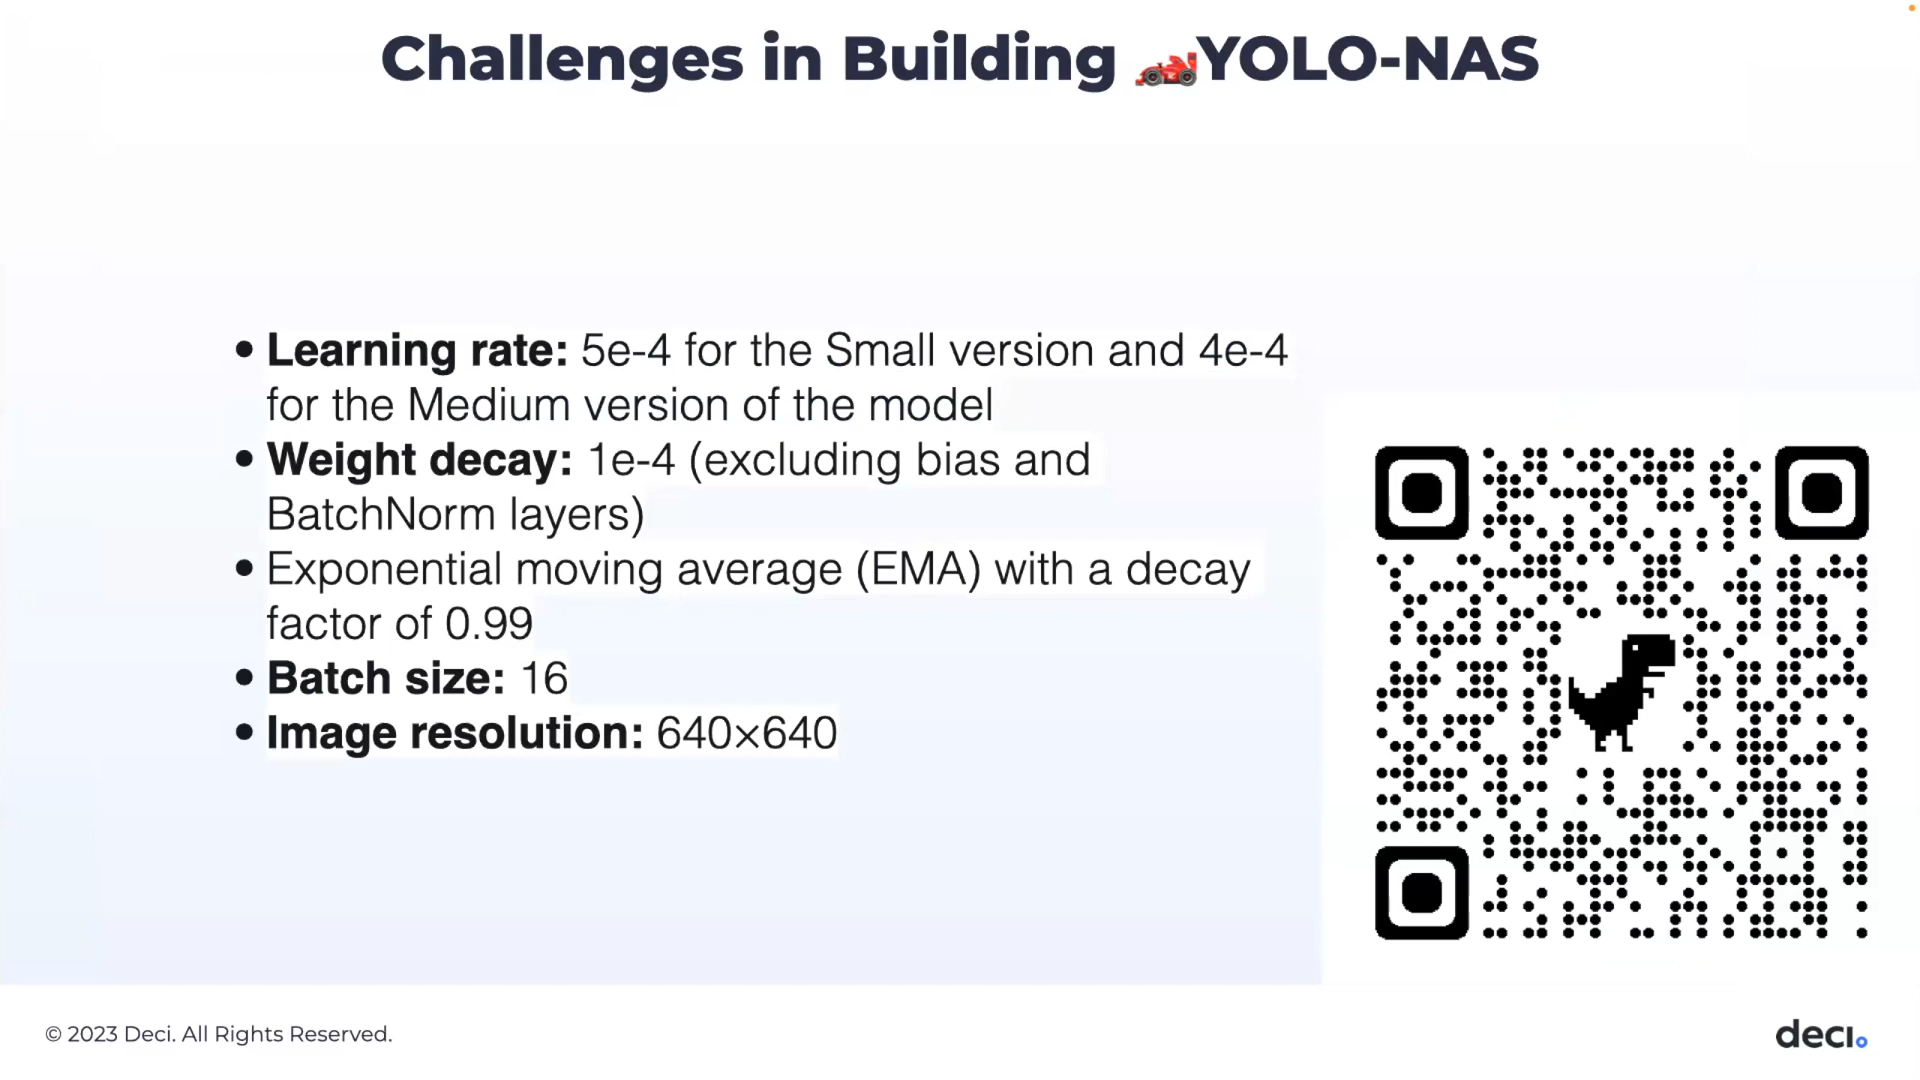 Challenges in Building 🏎️YOLO-NAS
• Learning rate: 5e-4 for the Small version and 4e-4
for the Medium version of the model
• Weight decay: 1e-4 (excluding bias and
BatchNorm layers)
• Exponential moving average (EMA) with a decay
factor of 0.99
• Batch size: 16
• Image resolution: 640×640
© 2023 Deci. All Rights Reserved.
deci.